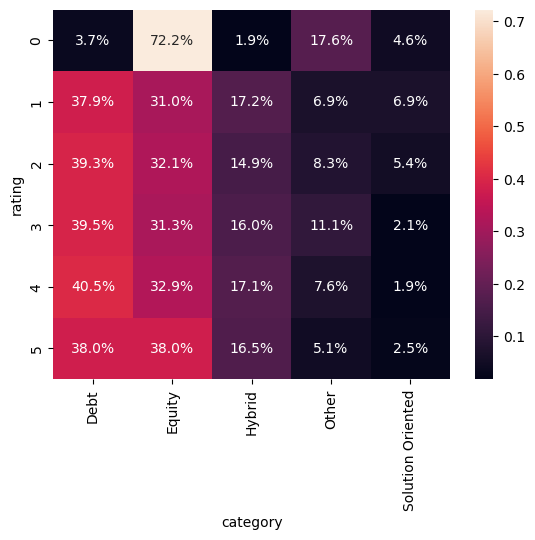 0 3.7% 72.2% 1.9% 17.6% 4.6%
1 37.9% 31.0% 17.2% 6.9% 6.9%
2 39.3% 32.1% 14.9% 8.3% 5.4%
3 39.5% 31.3% 16.0% 11.1% 2.1%
4 40.5% 32.9% 17.1% 7.6% 1.9%
5 38.0% 38.0% 16.5% 5.1% 2.5%
rating
Debt Equity Hybrid Other Solution Oriented
category
0.7
0.6
0.5
0.4
0.3
0.2
0.1